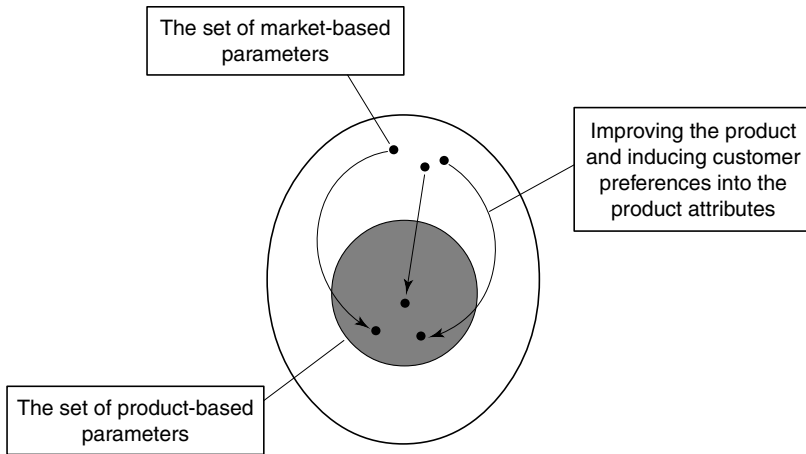 The set of market-based
parameters
Improving the product
and inducing customer
preferences into the
product attributes
The set of product-based
parameters